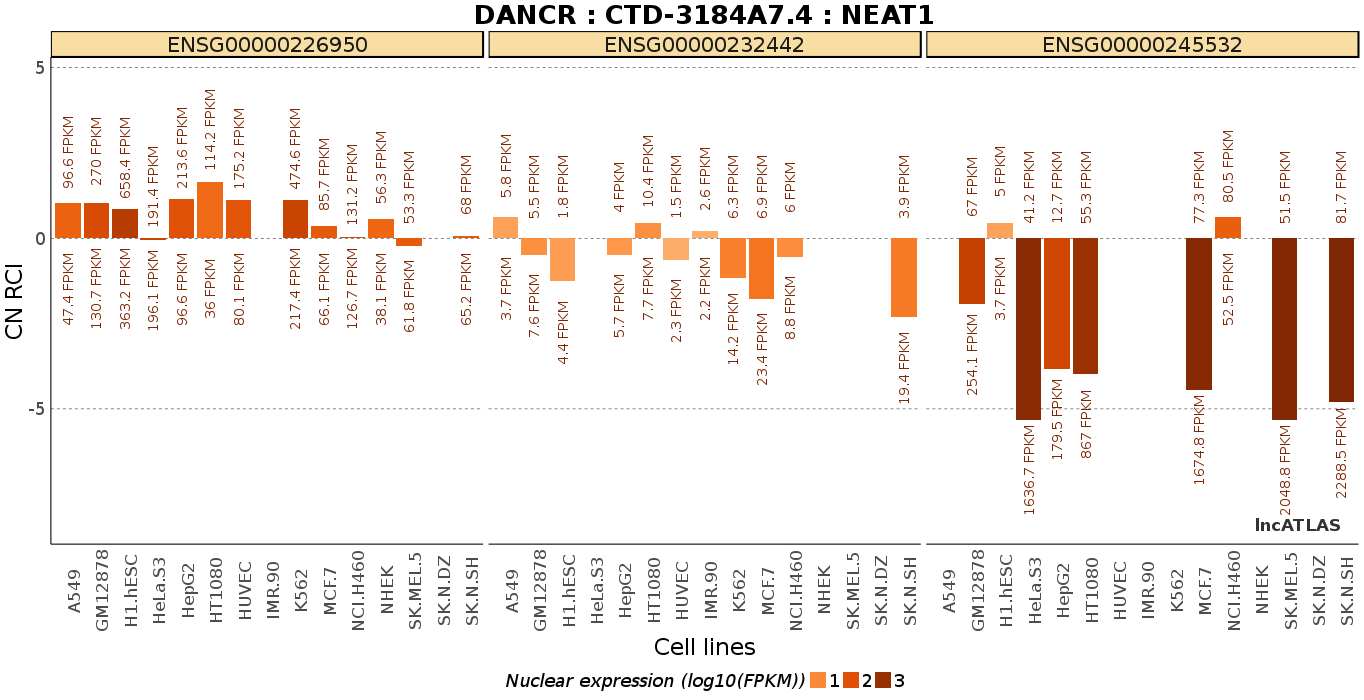 DANCR : CTD-3184A7.4 : NEAT1
ENSG00000226950
ENSG00000232442
ENSG00000245532
CN RCI
5
0
-5
96.6 FPKM
270 FPKM
658.4 FPKM
191.4 FPKM
213.6 FPKM
114.2 FPKM
175.2 FPKM
474.6 FPKM
85.7 FPKM
131.2 FPKM
56.3 FPKM
53.3 FPKM
68 FPKM
47.4 FPKM
130.7 FPKM
363.2 FPKM
196.1 FPKM
96.6 FPKM
36 FPKM
80.1 FPKM
217.4 FPKM
66.1 FPKM
126.7 FPKM
38.1 FPKM
61.8 FPKM
65.2 FPKM
5.8 FPKM
5.5 FPKM
1.8 FPKM
4 FPKM
10.4 FPKM
1.5 FPKM
2.6 FPKM
6.3 FPKM
6.9 FPKM
6 FPKM
3.9 FPKM
3.7 FPKM
7.6 FPKM
4.4 FPKM
5.7 FPKM
7.7 FPKM
2.3 FPKM
2.2 FPKM
14.2 FPKM
23.4 FPKM
8.8 FPKM
19.4 FPKM
67 FPKM
5 FPKM
41.2 FPKM
12.7 FPKM
55.3 FPKM
77.3 FPKM
80.5 FPKM
51.5 FPKM
81.7 FPKM
254.1 FPKM
3.7 FPKM
1636.7 FPKM
179.5 FPKM
867 FPKM
1674.8 FPKM
52.5 FPKM
2048.8 FPKM
2288.5 FPKM
lncATLAS
A549
GM12878
H1.hESC
HeLa.S3
HepG2
HT1080
HUVEC
IMR.90
K562
MCF.7
NCI.H460
NHEK
SK.MEL.5
SK.N.DZ
SK.N.SH
A549
GM12878
H1.hESC
HeLa.S3
HepG2
HT1080
HUVEC
IMR.90
K562
MCF.7
NCI.H460
NHEK
SK.MEL.5
SK.N.DZ
SK.N.SH
A549
GM12878
H1.hESC
HeLa.S3
HepG2
HT1080
HUVEC
IMR.90
K562
MCF.7
NCI.H460
NHEK
SK.MEL.5
SK.N.DZ
SK.N.SH
Cell lines
Nuclear expression (log10(FPKM)) 1 2 3